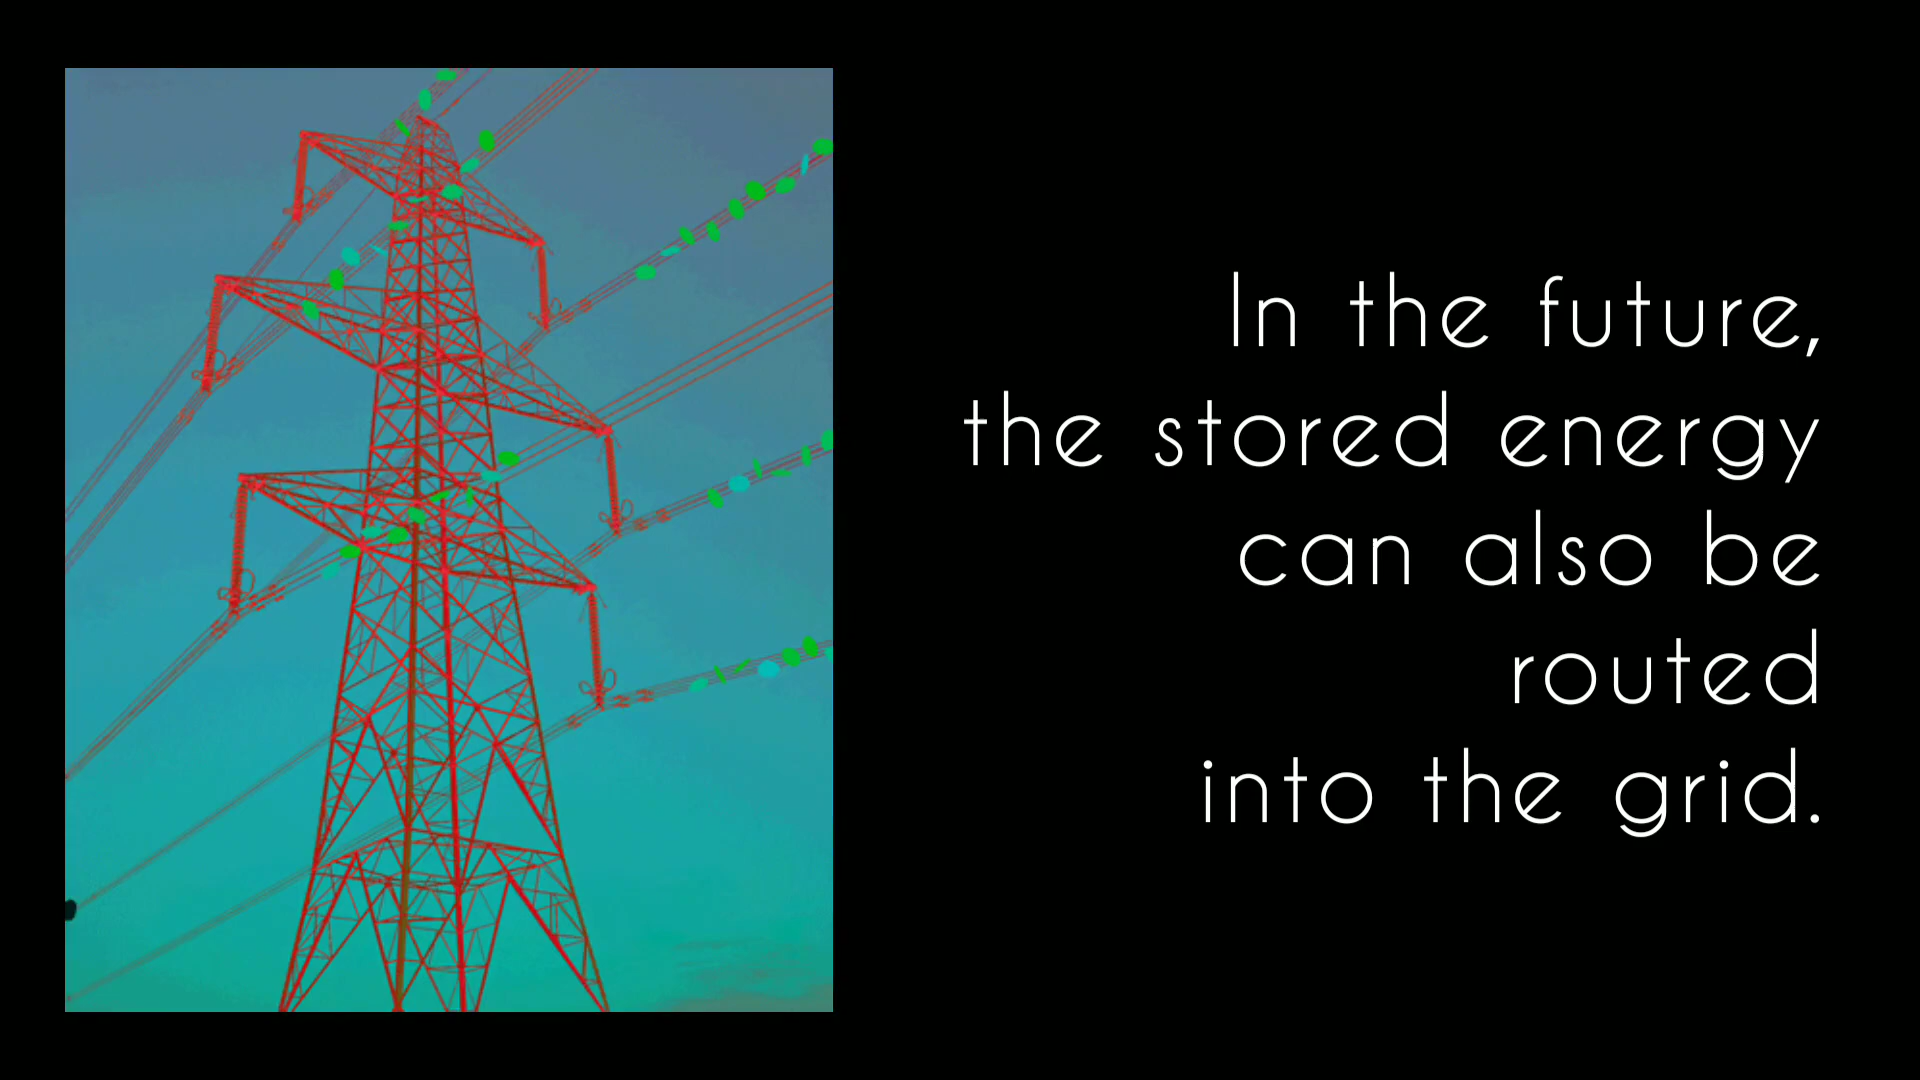 In the future,
the stored energy
can also be
routed
into the grid.